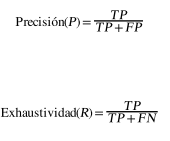 Precisión(P) = TP / TP + FP
Exhaustividad(R) = TP / TP + FN